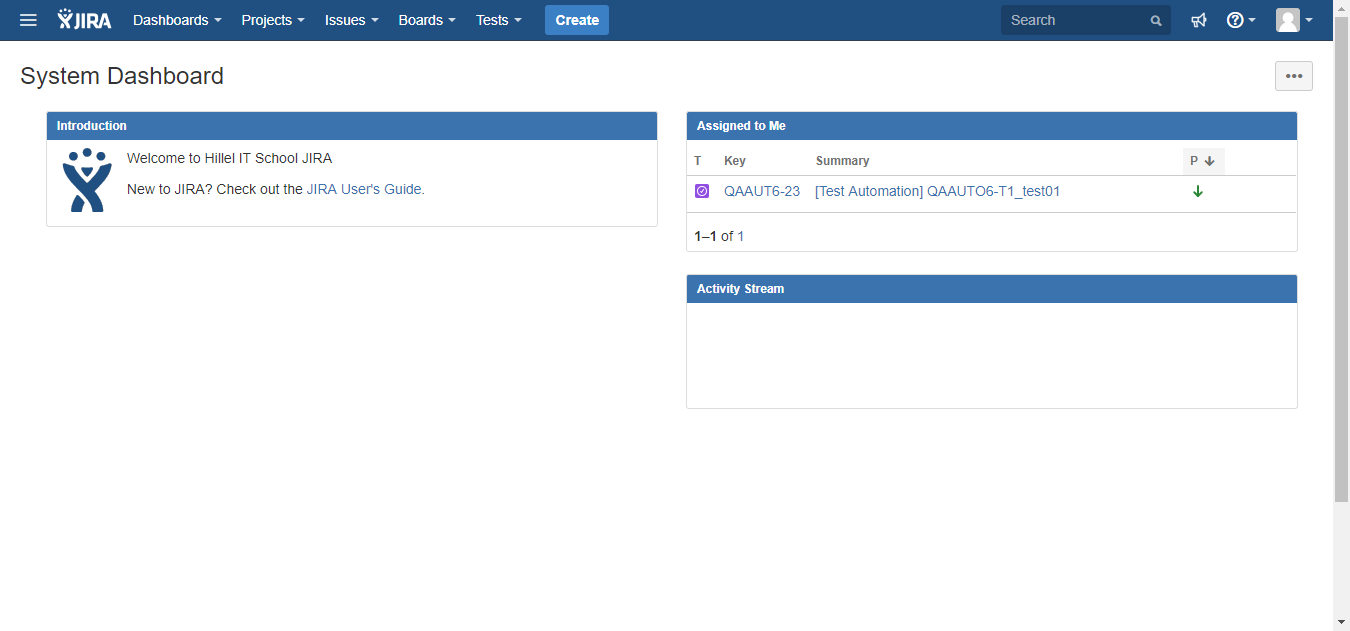 JIRA Dashboards Projects Issues Boards Tests Create Search
System Dashboard
Introduction
Welcome to Hillel IT School JIRA
New to JIRA? Check out the JIRA User's Guide.
Assigned to Me
T Key Summary P
QAAUT6-23 [Test Automation] QAAUTO6-T1_test01
1–1 of 1
Activity Stream